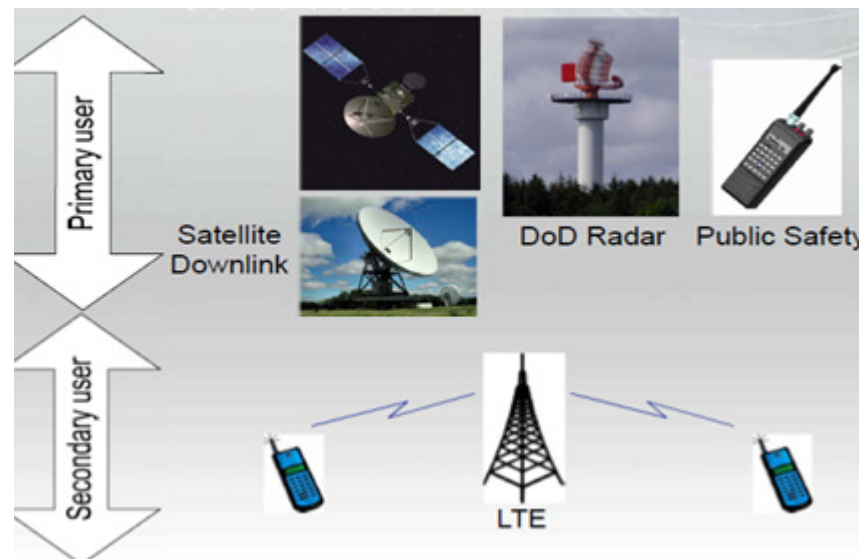 Primary user
Satellite
Downlink
DoD Radar
Public Safety
Secondary user
LTE